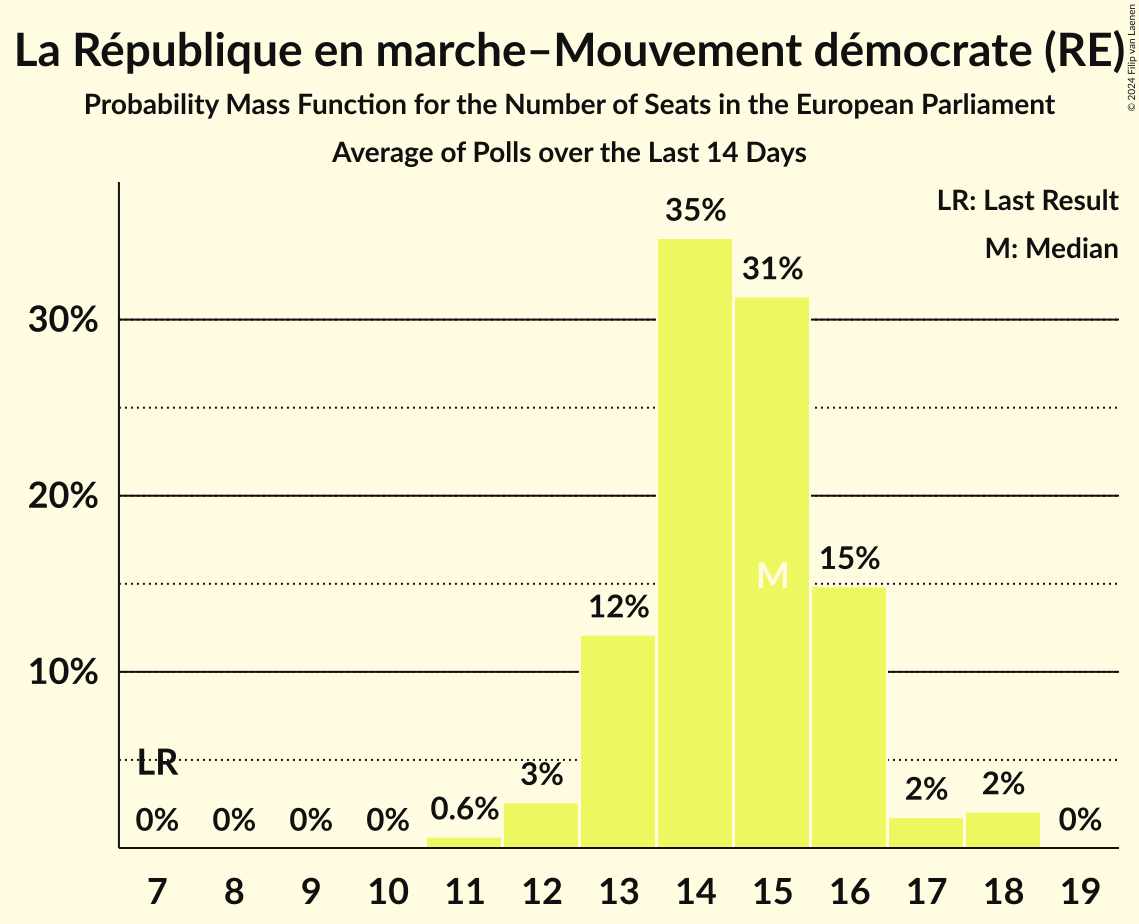 La République en marche–Mouvement démocrate (RE)
Probability Mass Function for the Number of Seats in the European Parliament
Average of Polls over the Last 14 Days
© 2024 Filip van Laenen
LR: Last Result
M: Median
35%
31%
30%
20%
M
15%
12%
10%
LR
3%
2%
2%
0.6%
0% 0% 0% 0% 0%
7 8 9 10 11 12 13 14 15 16 17 18 19